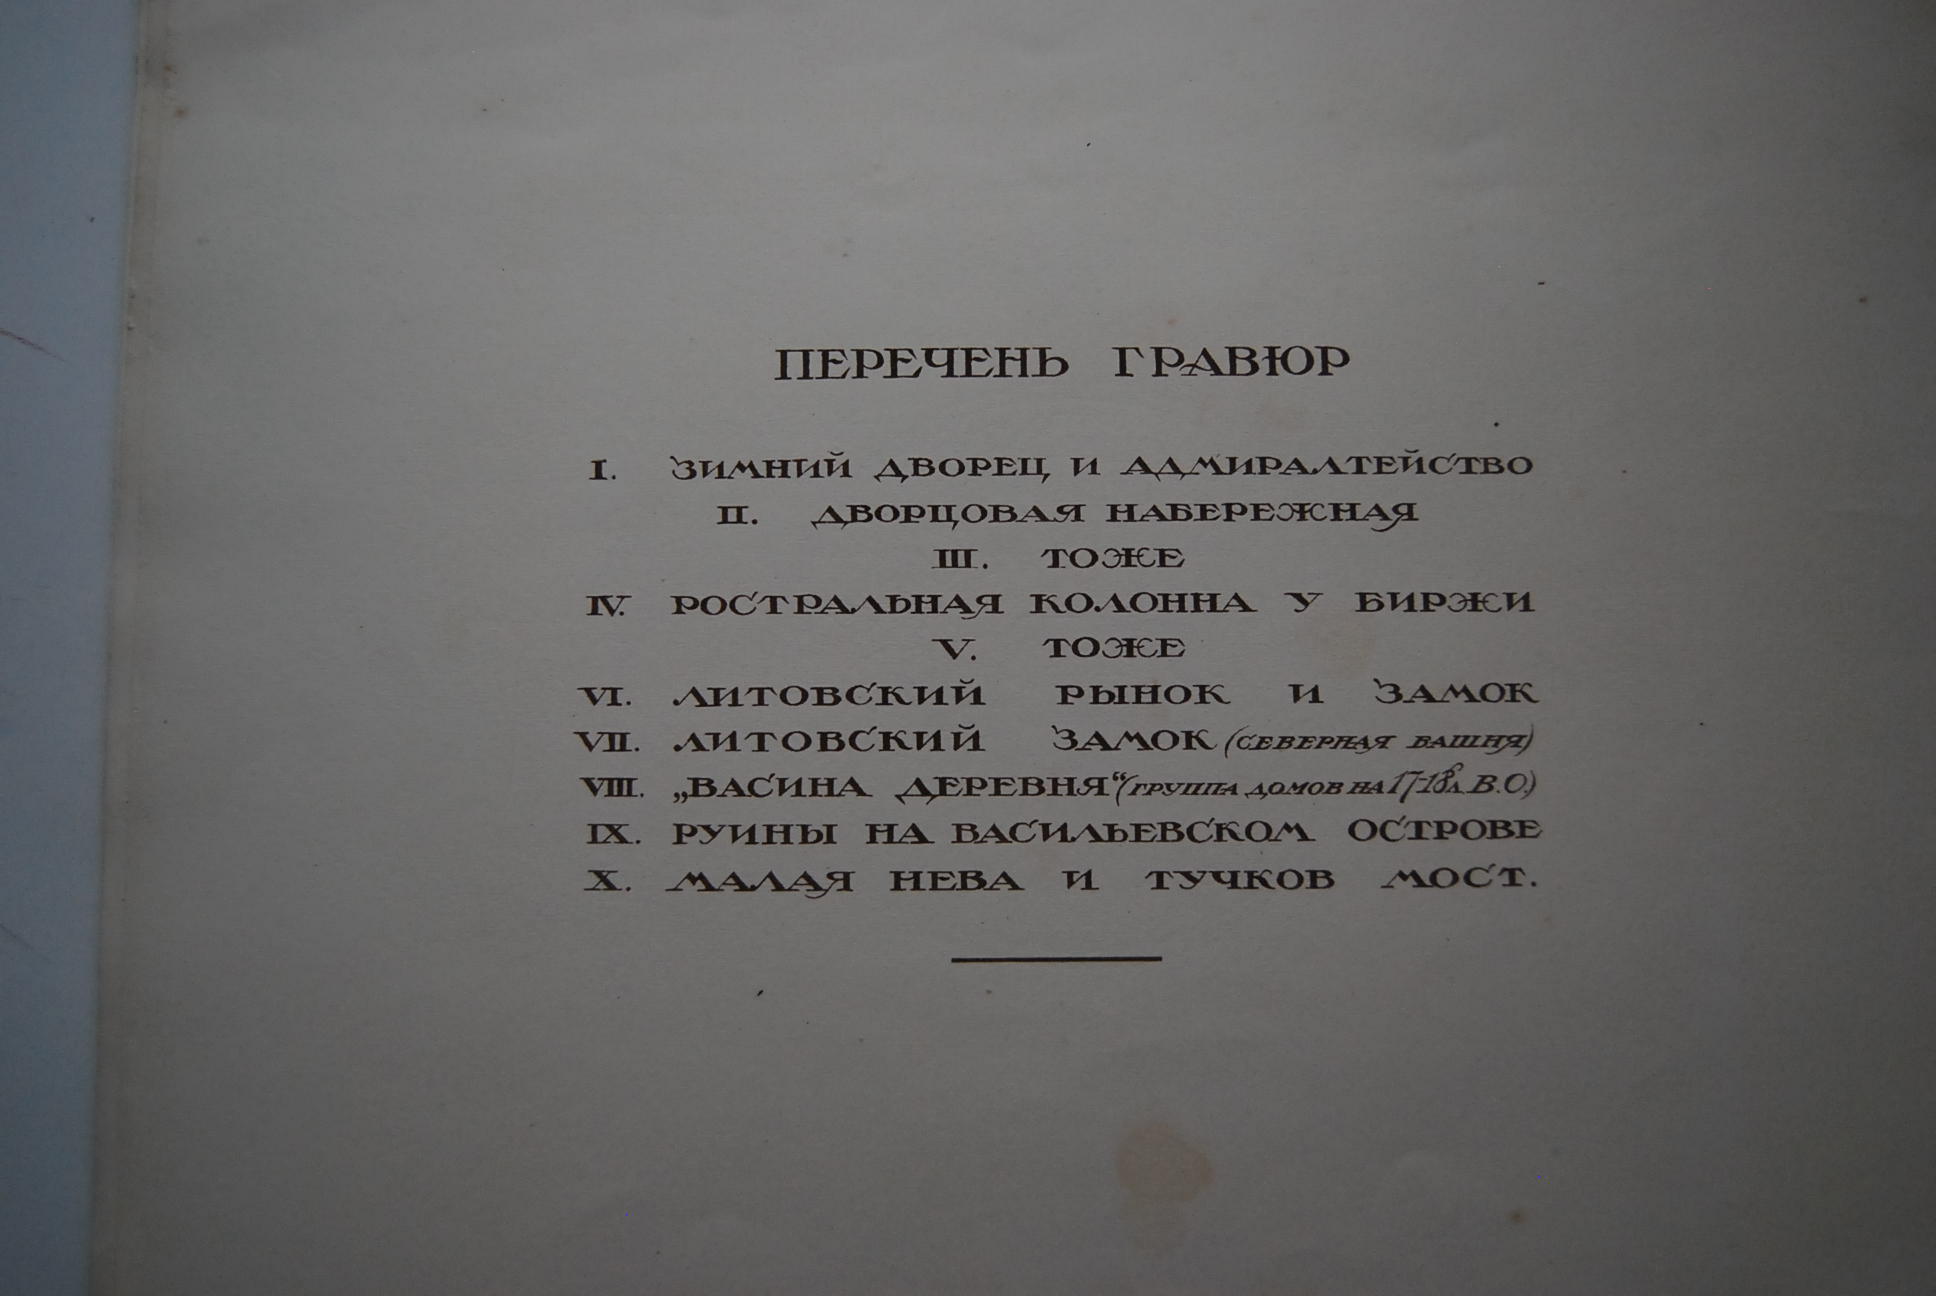 ПЕРЕЧЕНЬ ГРАВЮР
I. ЗИМНИЙ ДВОРЕЦ И АДМИРАЛТЕЙСТВО
II. ДВОРЦОВАЯ НАБЕРЕЖНАЯ
III. ТОЖЕ
IV. РОСТРАЛЬНАЯ КОЛОННА У БИРЖИ
V. ТОЖЕ
VI. ЛИТОВСКИЙ РЫНОК И ЗАМОК
VII. ЛИТОВСКИЙ ЗАМОК (СЕВЕРНАЯ БАШНЯ)
VIII. „ВАСИНА ДЕРЕВНЯ“ (ГРУППА ДОМОВ НА 17-18 Л. В.О.)
IX. РУИНЫ НА ВАСИЛЬЕВСКОМ ОСТРОВЕ
X. МАЛАЯ НЕВА И ТУЧКОВ МОСТ.